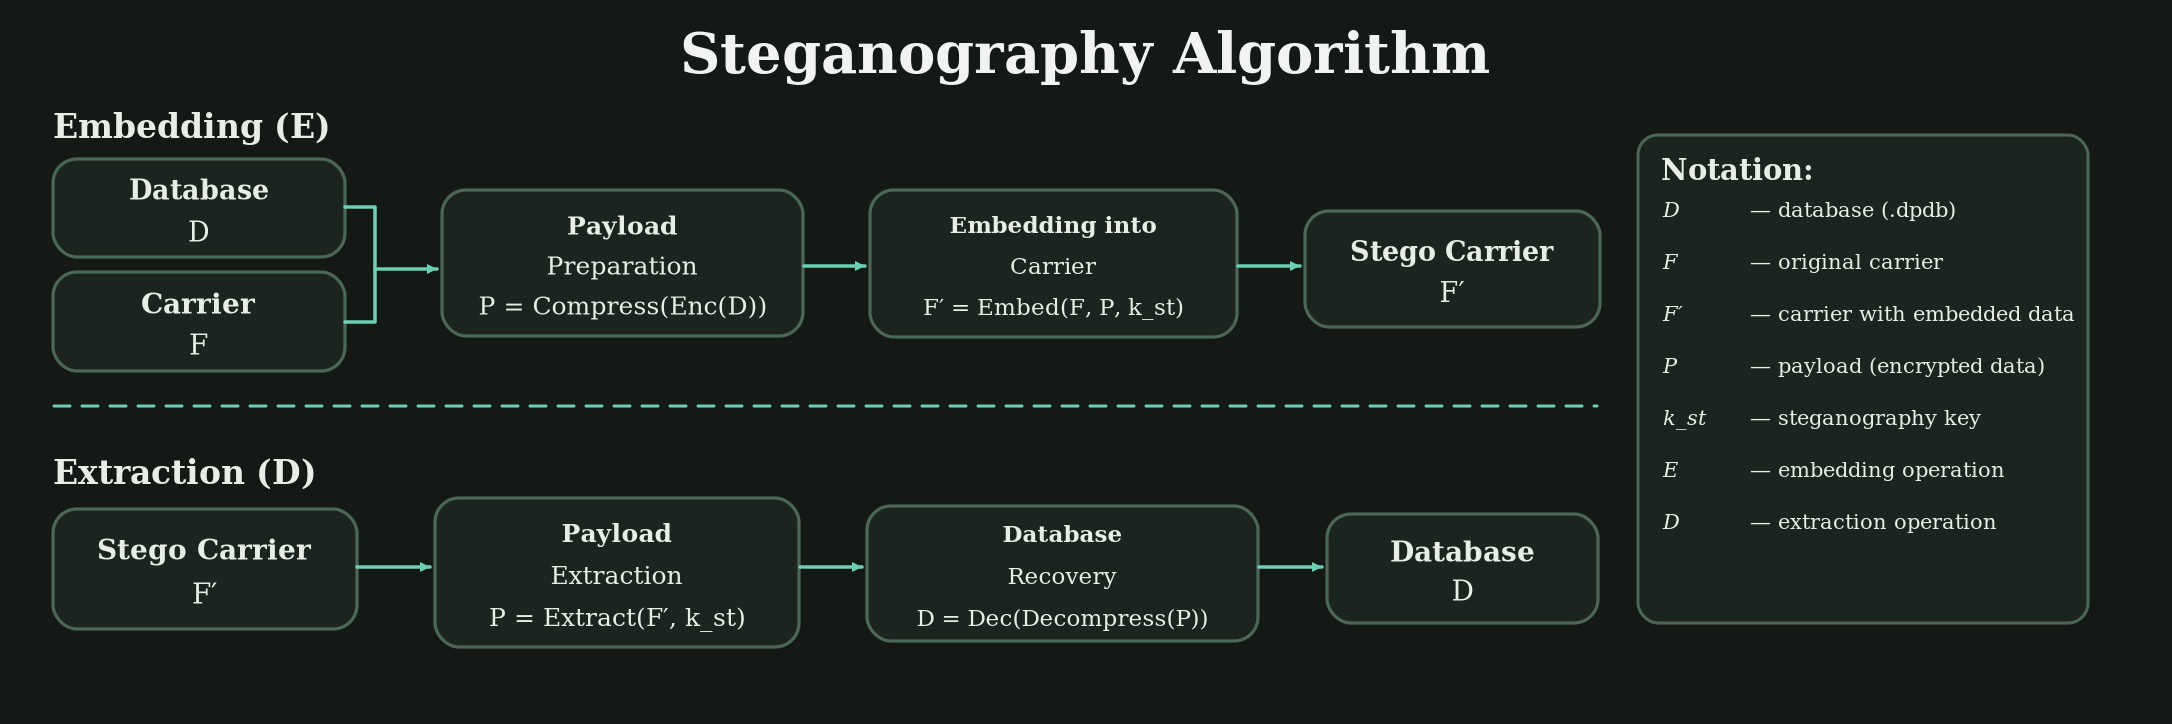 Steganography Algorithm
Embedding (E)
Database
D
Carrier
F
Payload
Preparation
P = Compress(Enc(D))
Embedding into
Carrier
F′ = Embed(F, P, k_st)
Stego Carrier
F′
Extraction (D)
Stego Carrier
F′
Payload
Extraction
P = Extract(F′, k_st)
Database
Recovery
D = Dec(Decompress(P))
Database
D
Notation:
D — database (.dpdb)
F — original carrier
F′ — carrier with embedded data
P — payload (encrypted data)
k_st — steganography key
E — embedding operation
D — extraction operation